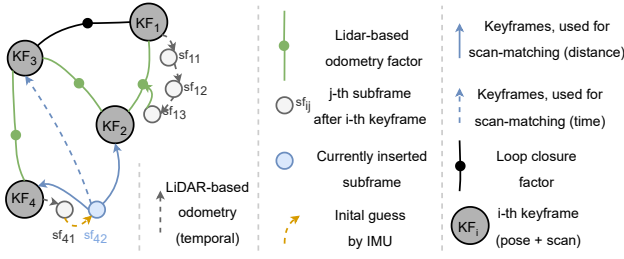 KF1
KF3
sf11
sf12
sf13
KF2
KF4
sf41
sf42
LiDAR-based
odometry
(temporal)
Lidar-based
odometry factor
sfij
j-th subframe
after i-th keyframe
Currently inserted
subframe
Inital guess
by IMU
Keyframes, used for
scan-matching (distance)
Keyframes, used for
scan-matching (time)
Loop closure
factor
KFi
i-th keyframe
(pose + scan)